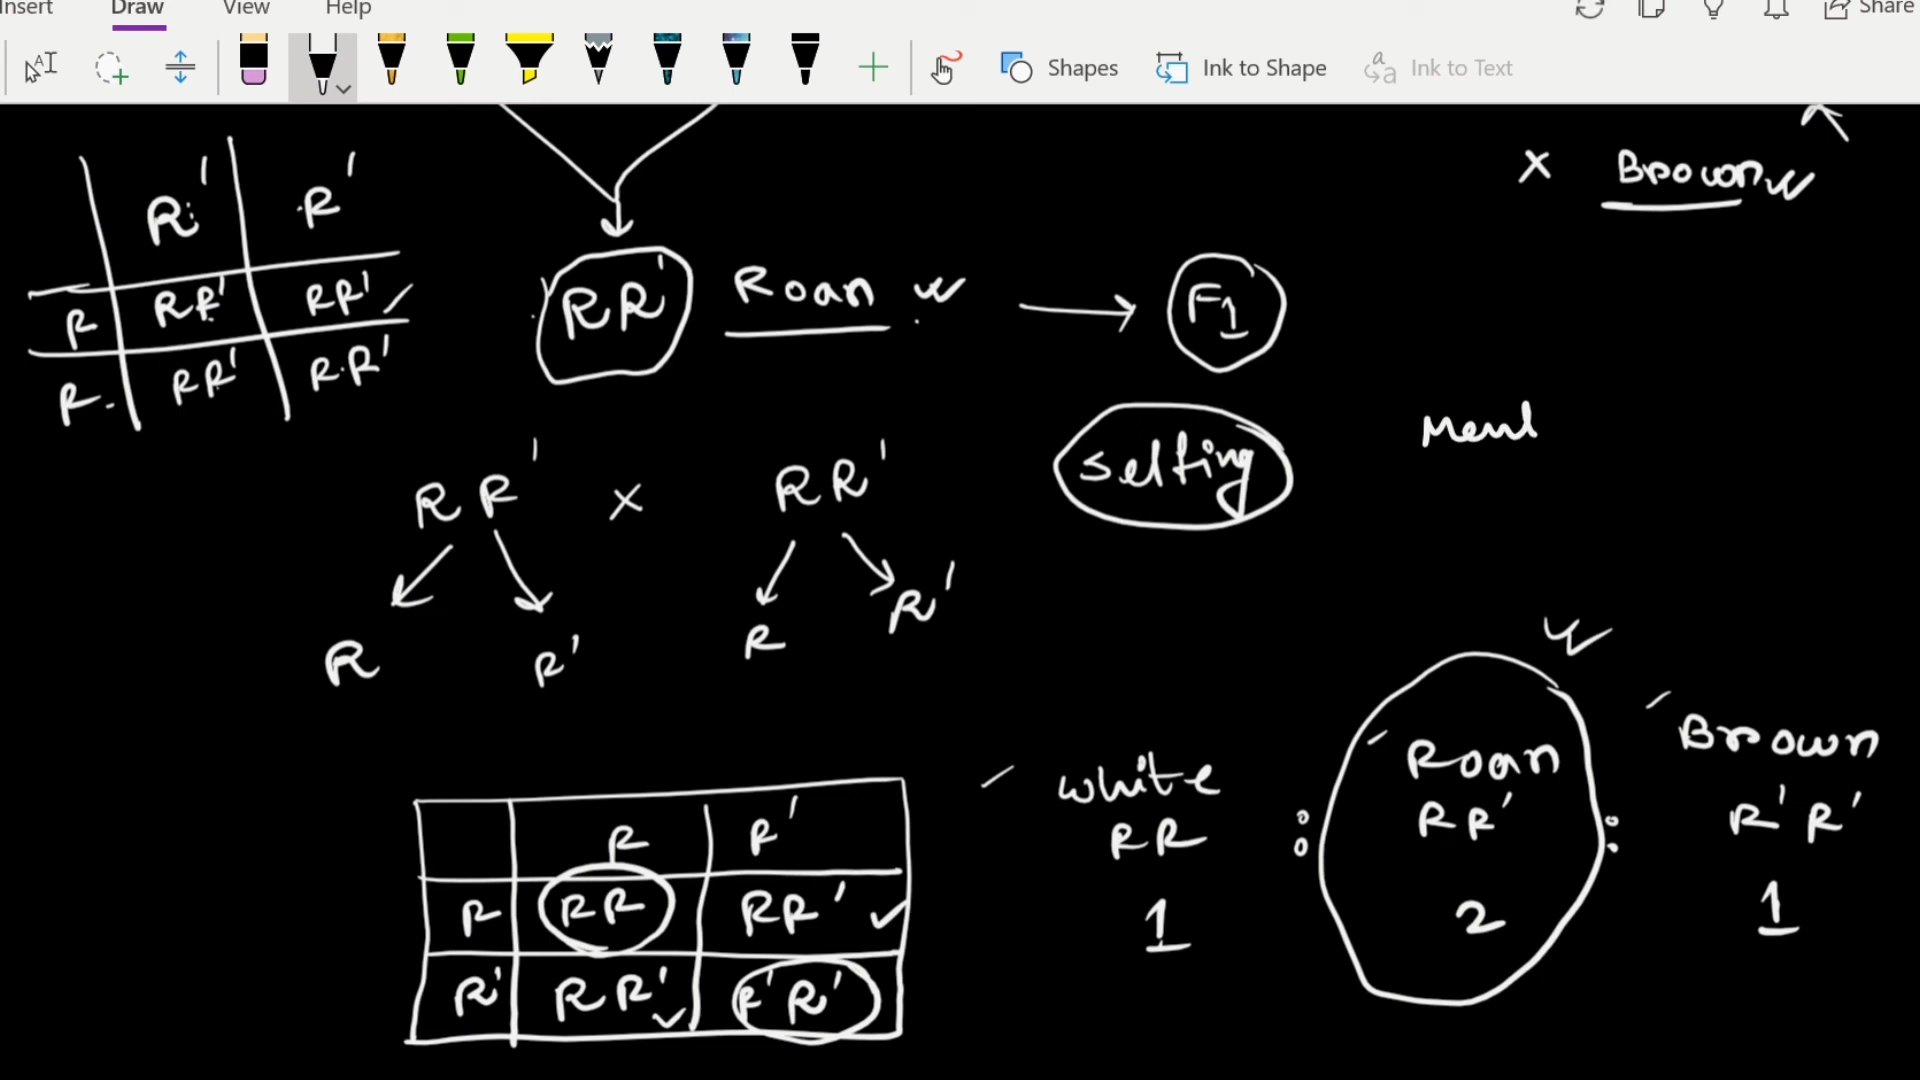 Insert Draw View Help Share
Shapes Ink to Shape Ink to Text
x Brown
R' R'
R RR' RR'
R RR' RR'
RR' Roan → F1
Selfing
Menl
RR' x RR'
R R' R R'
R R'
R RR RR'
R' RR' R'R'
white : Roan : Brown
RR RR' R'R'
1 2 1